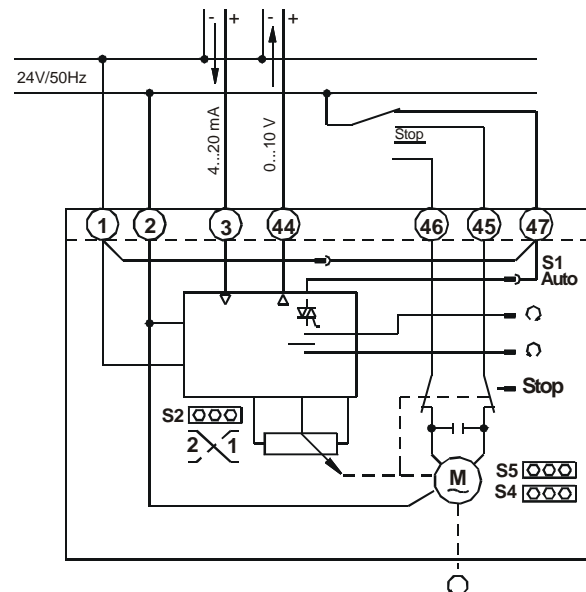 - + - +
24V/50Hz
4...20 mA
0...10 V
Stop
1 2 3 44 46 45 47
S1
Auto
Stop
S2
2 1
M
~
S5
S4